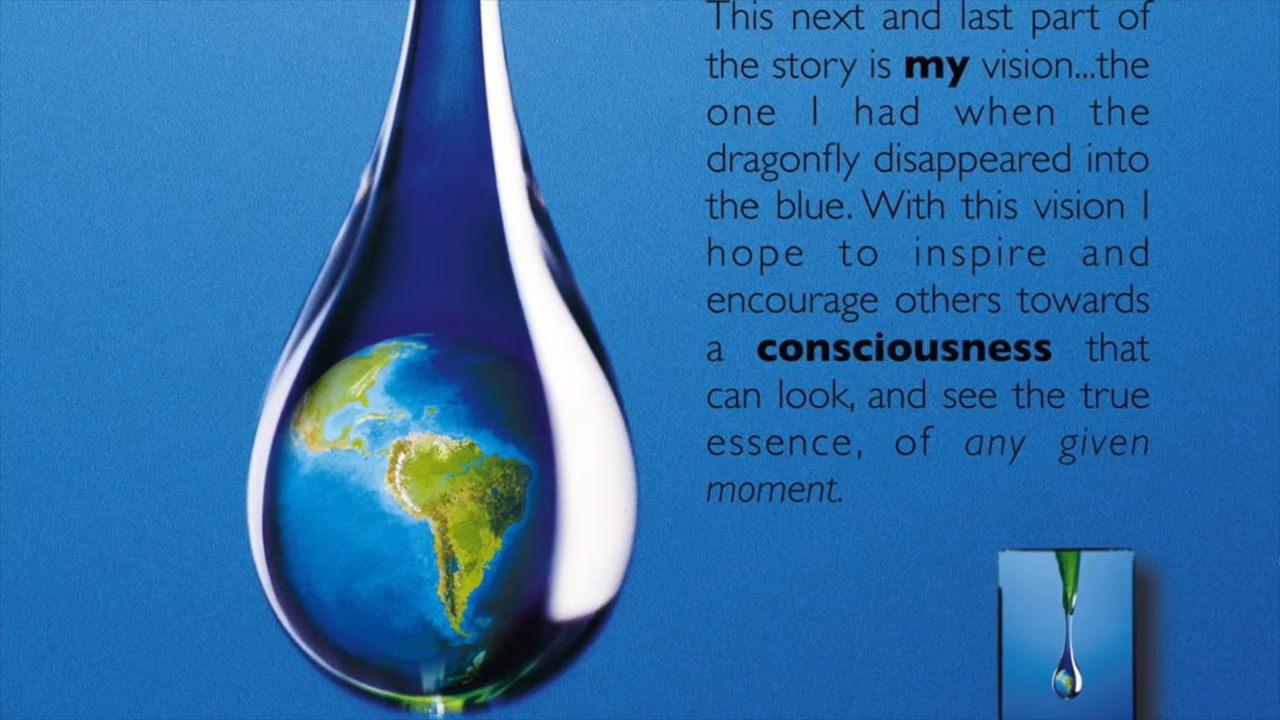 This next and last part of
the story is my vision...the
one I had when the
dragonfly disappeared into
the blue. With this vision I
hope to inspire and
encourage others towards
a consciousness that
can look, and see the true
essence, of any given
moment.